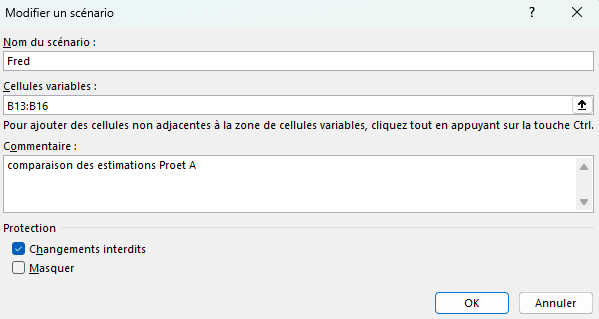 Modifier un scénario
?
Nom du scénario :
Fred
Cellules variables :
B13:B16
Pour ajouter des cellules non adjacentes à la zone de cellules variables, cliquez tout en appuyant sur la touche Ctrl.
Commentaire :
comparaison des estimations Proet A
Protection
Changements interdits
Masquer
OK Annuler